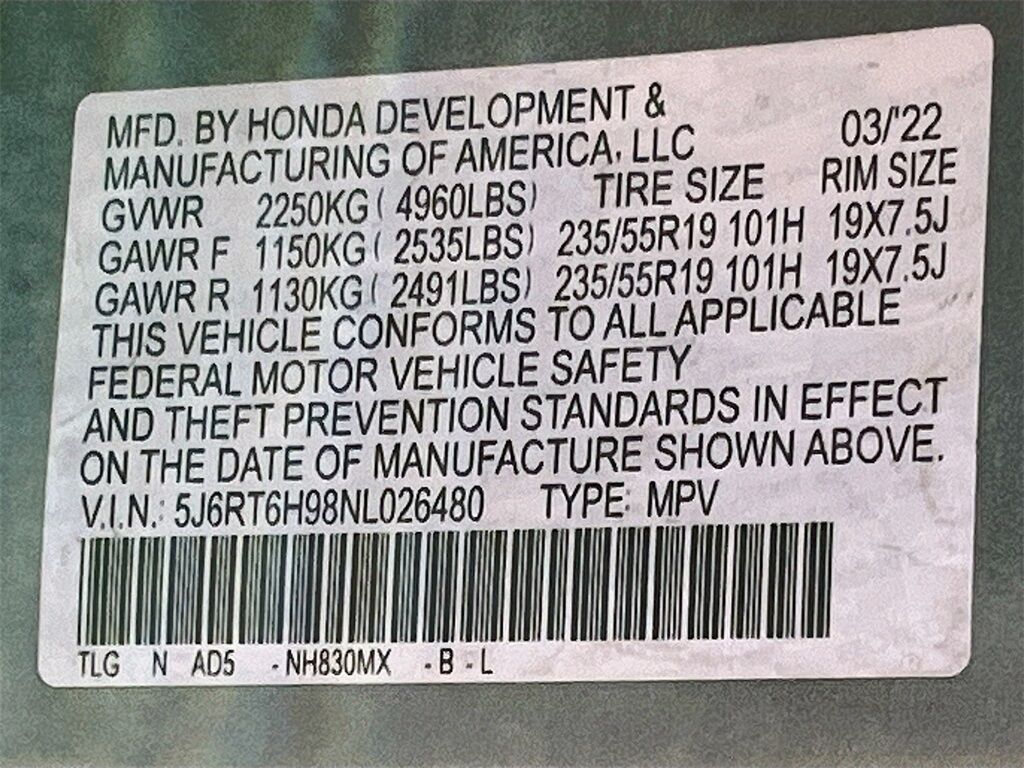 MFD. BY HONDA DEVELOPMENT &
MANUFACTURING OF AMERICA, LLC 03/'22
GVWR 2250KG ( 4960LBS) TIRE SIZE RIM SIZE
GAWR F 1150KG ( 2535LBS) 235/55R19 101H 19X7.5J
GAWR R 1130KG ( 2491LBS) 235/55R19 101H 19X7.5J
THIS VEHICLE CONFORMS TO ALL APPLICABLE
FEDERAL MOTOR VEHICLE SAFETY
AND THEFT PREVENTION STANDARDS IN EFFECT
ON THE DATE OF MANUFACTURE SHOWN ABOVE.
V.I.N.: 5J6RT6H98NL026480 TYPE: MPV
TLG N AD5 -NH830MX -B -L